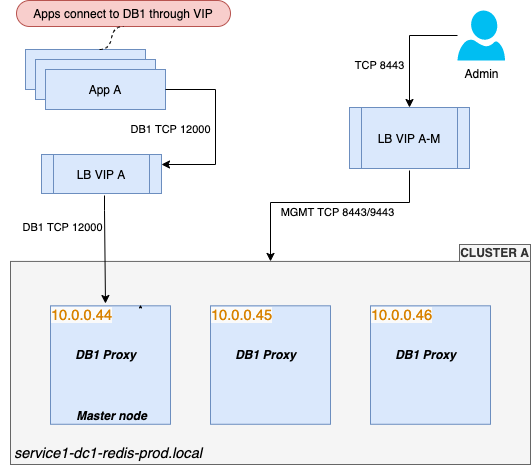 Apps connect to DB1 through VIP
TCP 8443
Admin
App A
DB1 TCP 12000
LB VIP A-M
LB VIP A
MGMT TCP 8443/9443
DB1 TCP 12000
CLUSTER A
10.0.0.44
10.0.0.45
10.0.0.46
DB1 Proxy
DB1 Proxy
DB1 Proxy
Master node
service1-dc1-redis-prod.local